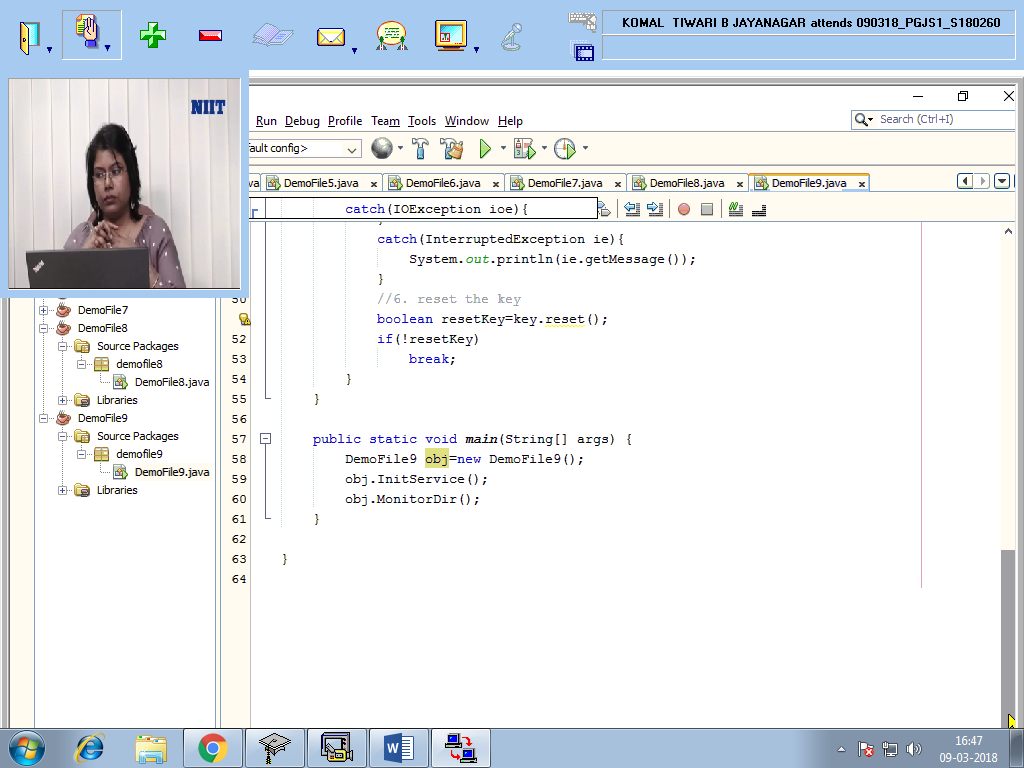 KOMAL  TIWARI B JAYANAGAR attends 090318_PGJS1_S180260
NIIT
ThinkPad
Run Debug Profile Team Tools Window Help
Search (Ctrl+I)
ault config>
va DemoFile5.java DemoFile6.java DemoFile7.java DemoFile8.java DemoFile9.java
catch(IOException ioe){
}
catch(InterruptedException ie){
System.out.println(ie.getMessage());
}
50 //6. reset the key
boolean resetKey=key.reset();
52 if(!resetKey)
53 break;
54 }
55 }
56
57 public static void main(String[] args) {
58 DemoFile9 obj=new DemoFile9();
59 obj.InitService();
60 obj.MonitorDir();
61 }
62
63 }
64
DemoFile7
DemoFile8
Source Packages
demofile8
DemoFile8.java
Libraries
DemoFile9
Source Packages
demofile9
DemoFile9.java
Libraries
16:47
09-03-2018